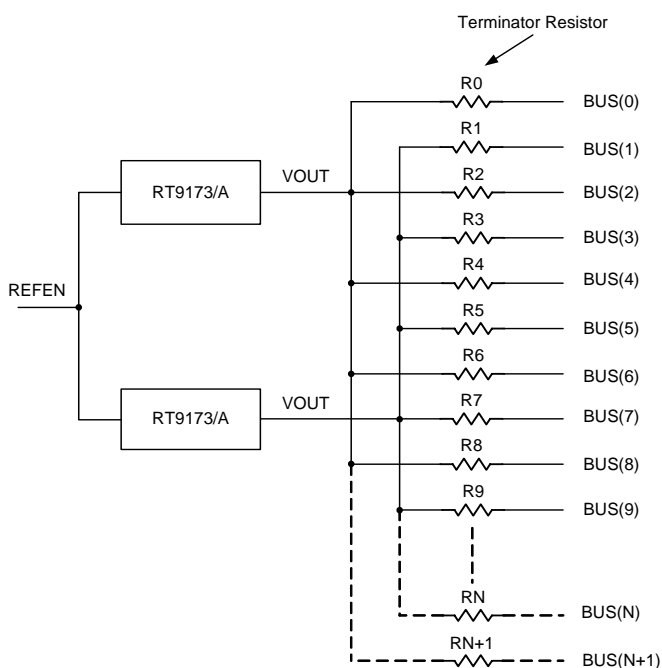 Terminator Resistor
R0
BUS(0)
R1
BUS(1)
VOUT
R2
BUS(2)
RT9173/A
R3
BUS(3)
R4
BUS(4)
REFEN
R5
BUS(5)
R6
BUS(6)
VOUT
R7
BUS(7)
RT9173/A
R8
BUS(8)
R9
BUS(9)
RN
BUS(N)
RN+1
BUS(N+1)